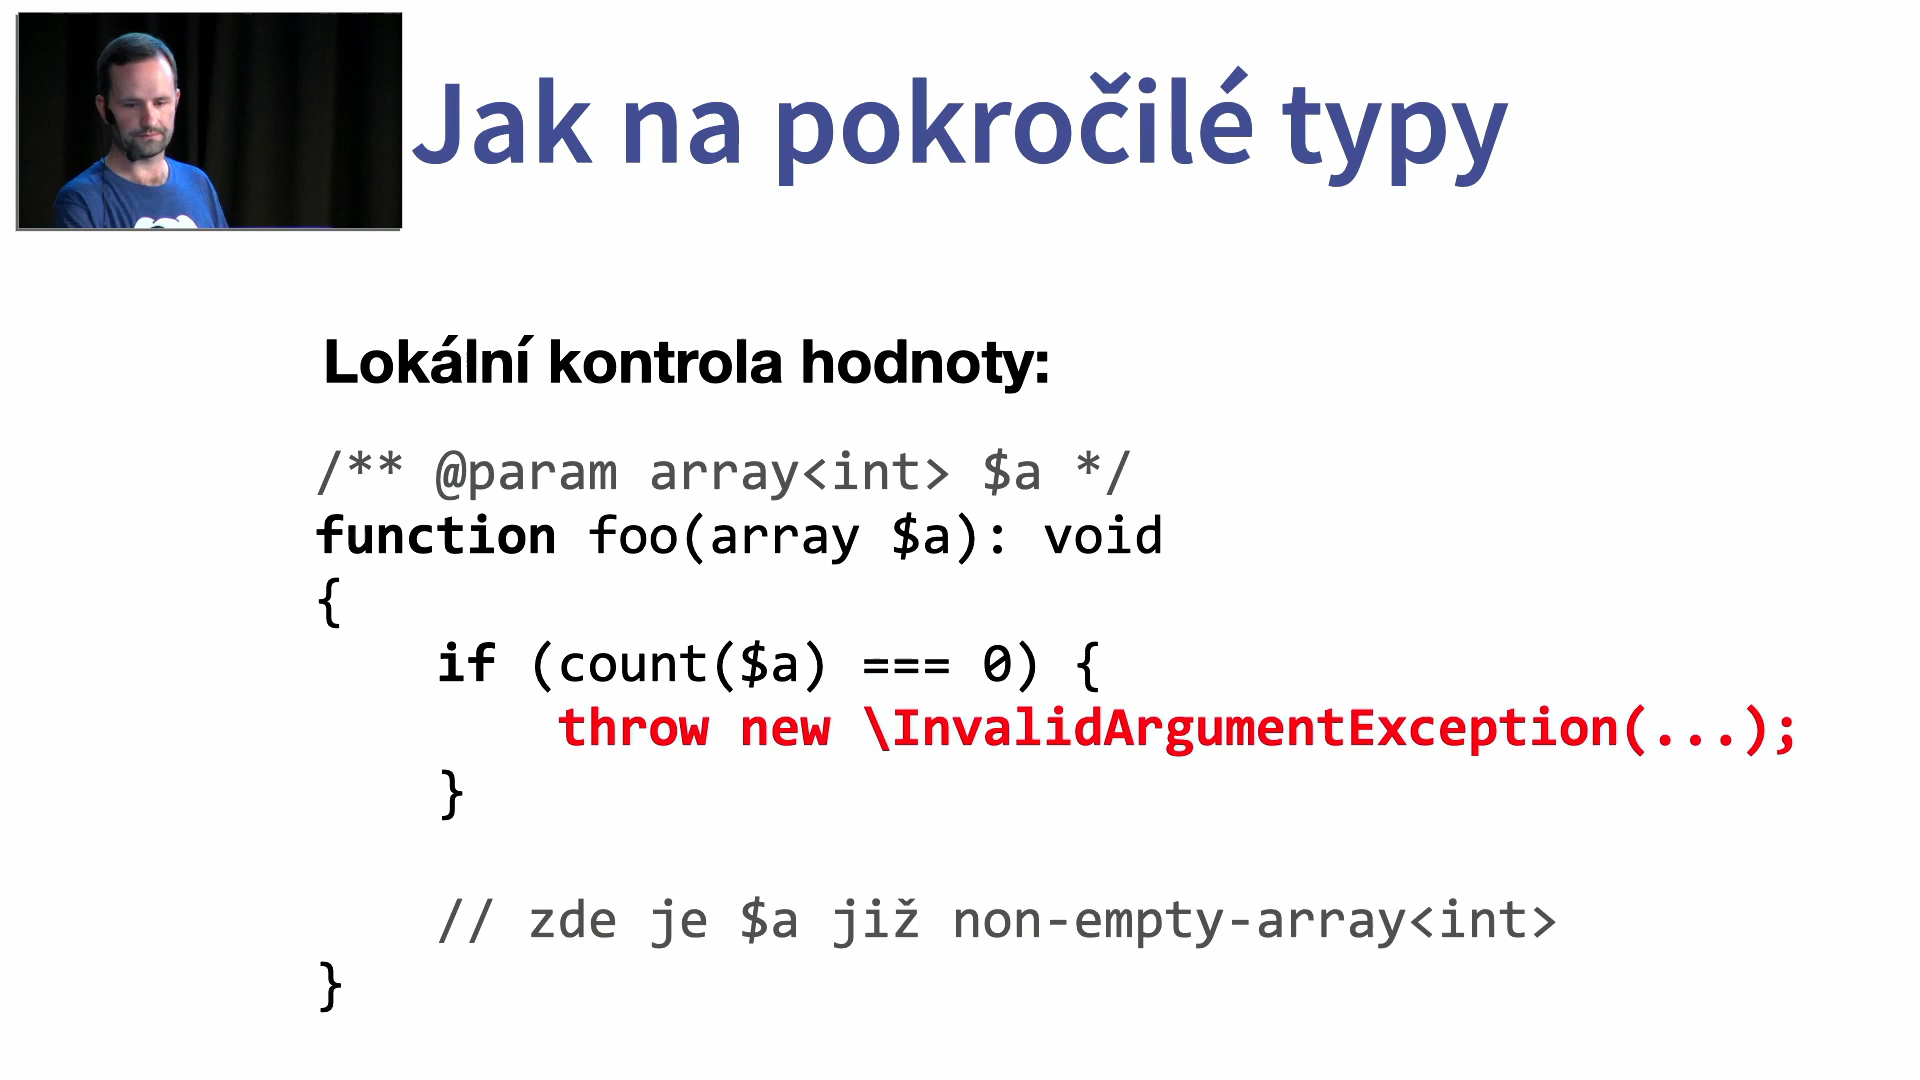 Jak na pokročilé typy
Lokální kontrola hodnoty:
/** @param array<int> $a */
function foo(array $a): void
{
    if (count($a) === 0) {
        throw new \InvalidArgumentException(...);
    }
    // zde je $a již non-empty-array<int>
}